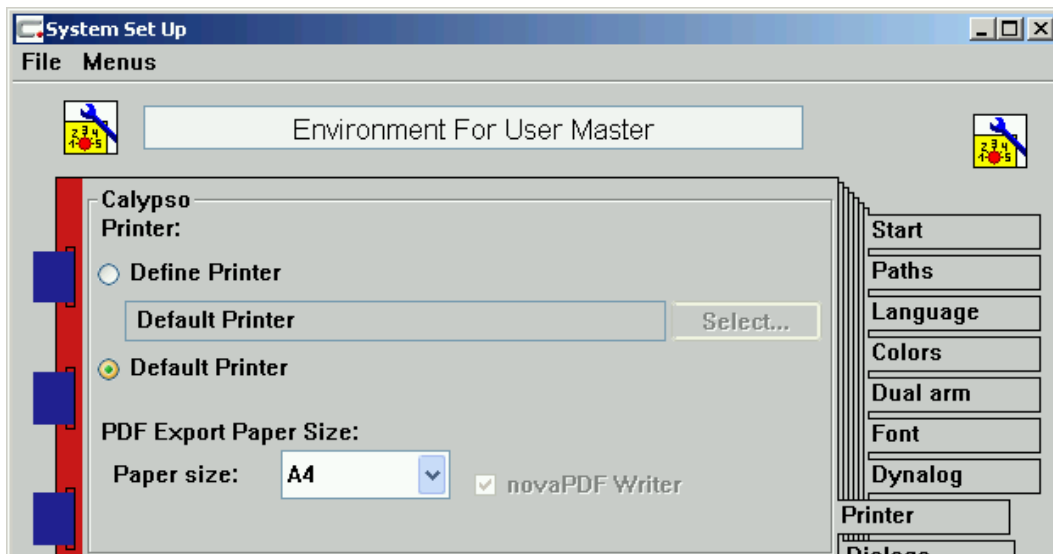 System Set Up
File Menus
Environment For User Master
Calypso
Printer:
Define Printer
Default Printer
Select...
Default Printer
PDF Export Paper Size:
Paper size: A4
novaPDF Writer
Start
Paths
Language
Colors
Dual arm
Font
Dynalog
Printer
Dialogs